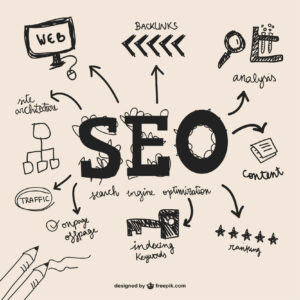 WEB
BACKLINKS
analysis
site
architecture
SEO
search engine optimization
content
TRAFFIC
onpage
offpage
indexing
keywords
ranking
designed by freepik.com